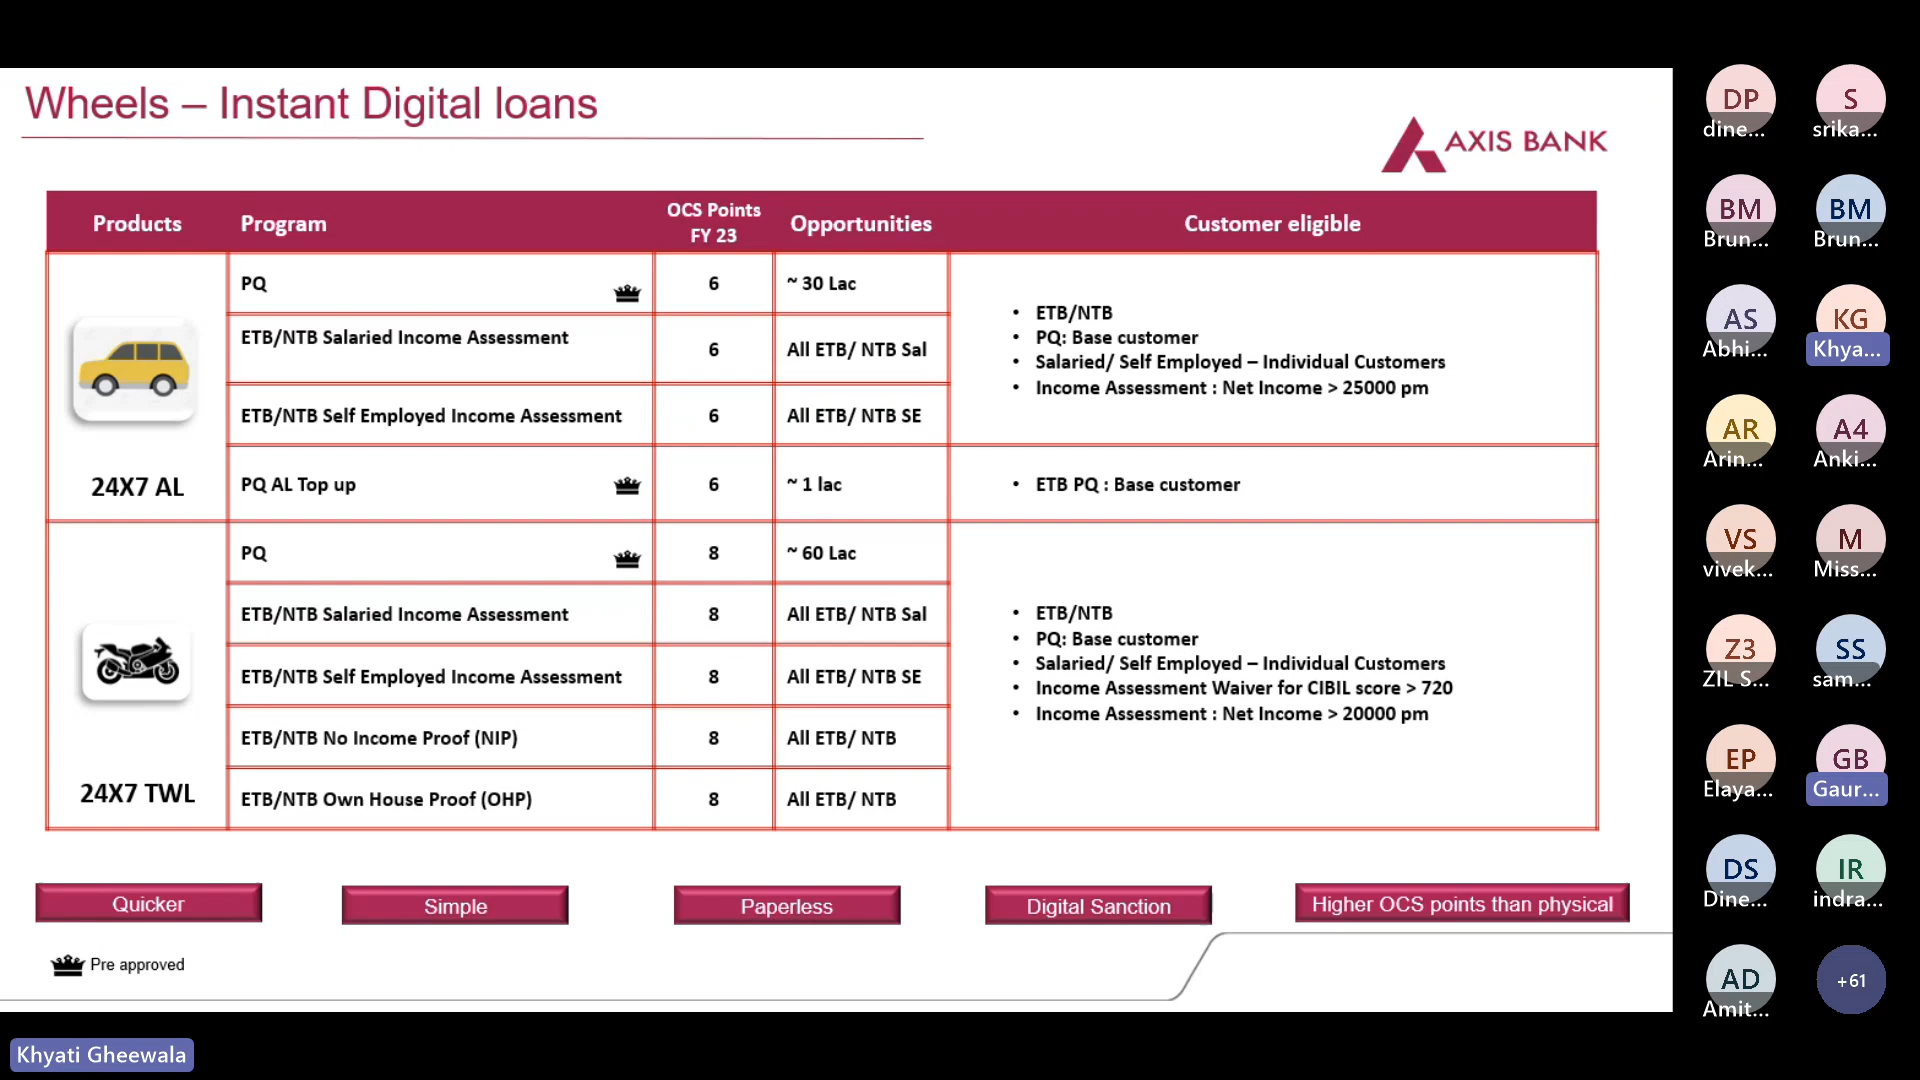 Wheels – Instant Digital loans
AXIS BANK
Products
Program
OCS Points
FY 23
Opportunities
Customer eligible
PQ
6
~ 30 Lac
ETB/NTB Salaried Income Assessment
6
All ETB/ NTB Sal
ETB/NTB Self Employed Income Assessment
6
All ETB/ NTB SE
• ETB/NTB
• PQ: Base customer
• Salaried/ Self Employed – Individual Customers
• Income Assessment : Net Income > 25000 pm
24X7 AL
PQ AL Top up
6
~ 1 lac
• ETB PQ : Base customer
PQ
8
~ 60 Lac
ETB/NTB Salaried Income Assessment
8
All ETB/ NTB Sal
ETB/NTB Self Employed Income Assessment
8
All ETB/ NTB SE
ETB/NTB No Income Proof (NIP)
8
All ETB/ NTB
24X7 TWL
ETB/NTB Own House Proof (OHP)
8
All ETB/ NTB
• ETB/NTB
• PQ: Base customer
• Salaried/ Self Employed – Individual Customers
• Income Assessment Waiver for CIBIL score > 720
• Income Assessment : Net Income > 20000 pm
Quicker
Simple
Paperless
Digital Sanction
Higher OCS points than physical
Pre approved
Khyati Gheewala
DP
dine...
S
srika...
BM
Brun...
BM
Brun...
AS
Abhi...
KG
Khya...
AR
Arin...
A4
Anki...
VS
vivek...
M
Miss...
Z3
ZIL S...
SS
sam...
EP
Elaya...
GB
Gaur...
DS
Dine...
IR
indra...
AD
Amit...
+61